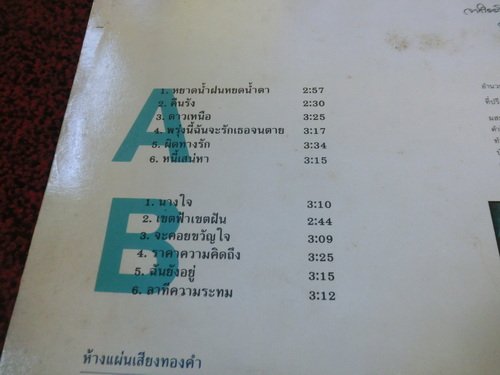 A
1. หยาดน้ำฝนหยดน้ำตา 2:57
2. คืนรัง 2:30
3. ดาวเหนือ 3:25
4. พรุ่งนี้ฉันจะรักเธอจนตาย 3:17
5. ผิดทางรัก 3:34
6. หนี้เสน่หา 3:15
B
1. นางใจ 3:10
2. เขตฟ้าเขตฝัน 2:44
3. จะคอยขวัญใจ 3:09
4. ราคาความคิดถึง 3:25
5. ฉันยังอยู่ 3:15
6. ลาทีความระทม 3:12
ห้างแผ่นเสียงทองคำ